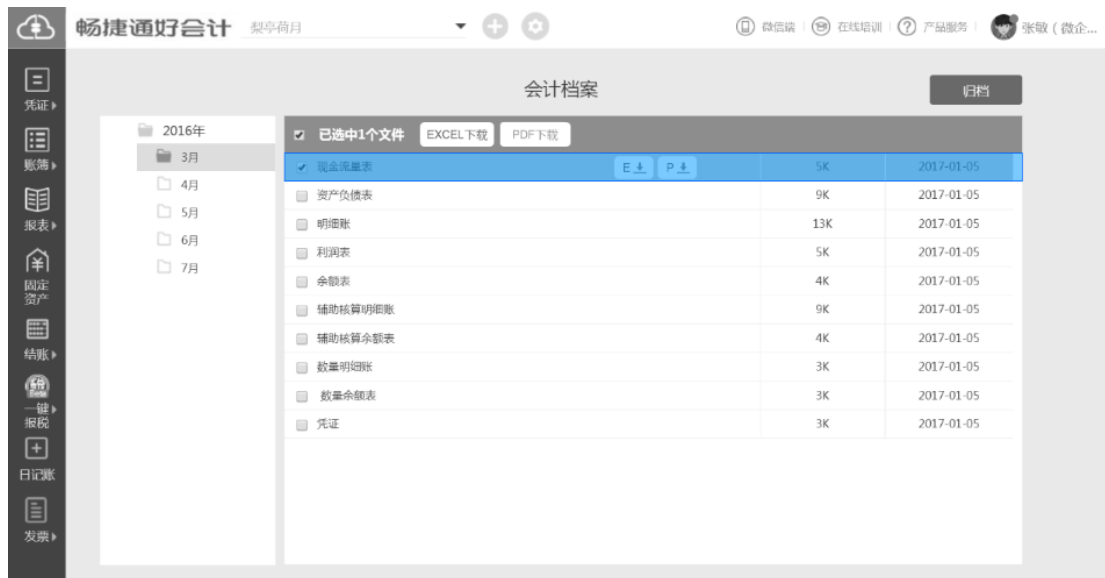 畅捷通好会计 梨亭荷月 微信端 在线培训 ? 产品服务 张敏 ( 微企...
会计档案 归档
凭证
账簿
报表
固定
资产
结账
一键
报税
日记账
发票
2016年
3月
4月
5月
6月
7月
已选中1个文件 EXCEL下载 PDF下载
现金流量表 E P 5K 2017-01-05
资产负债表 9K 2017-01-05
明细账 13K 2017-01-05
利润表 5K 2017-01-05
余额表 4K 2017-01-05
辅助核算明细账 9K 2017-01-05
辅助核算余额表 4K 2017-01-05
数量明细账 3K 2017-01-05
数量余额表 3K 2017-01-05
凭证 3K 2017-01-05